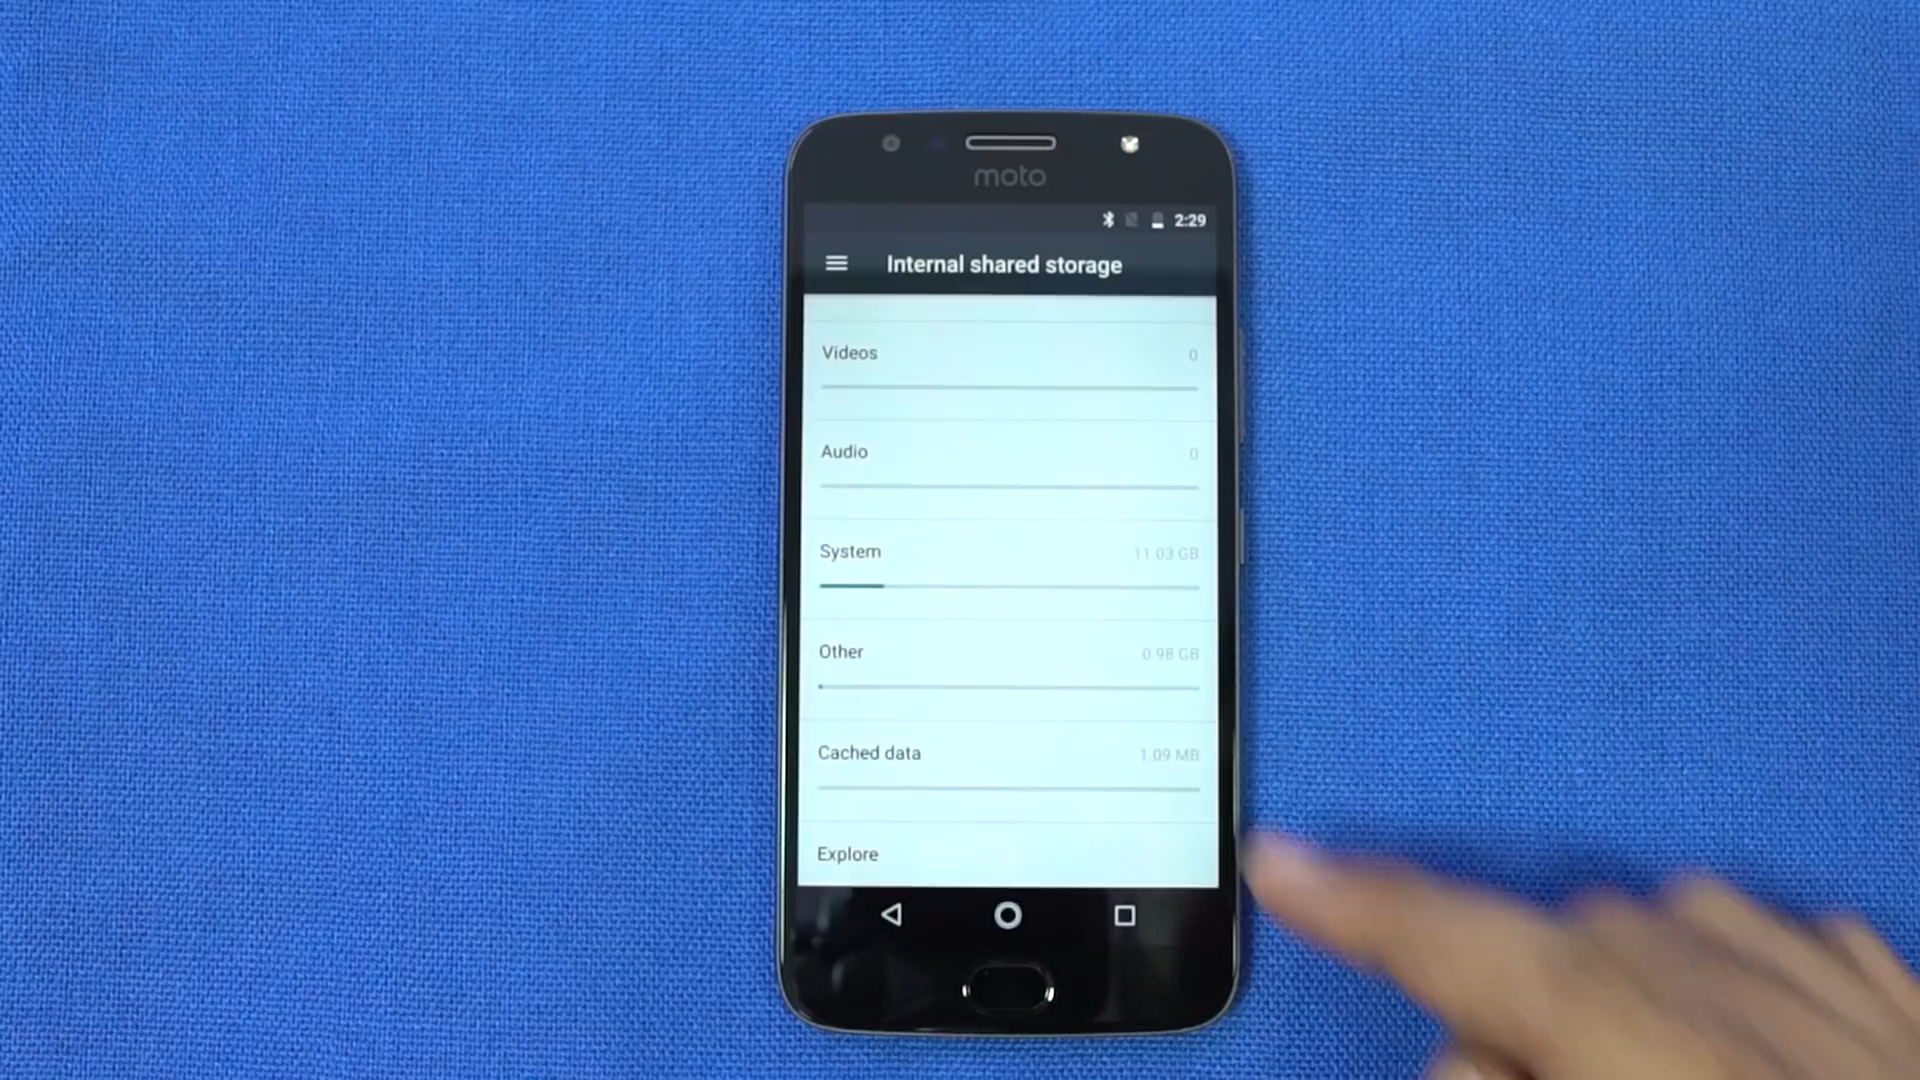 moto
2:29
Internal shared storage
Videos 0
Audio 0
System 11.03 GB
Other 0.98 GB
Cached data 1.09 MB
Explore